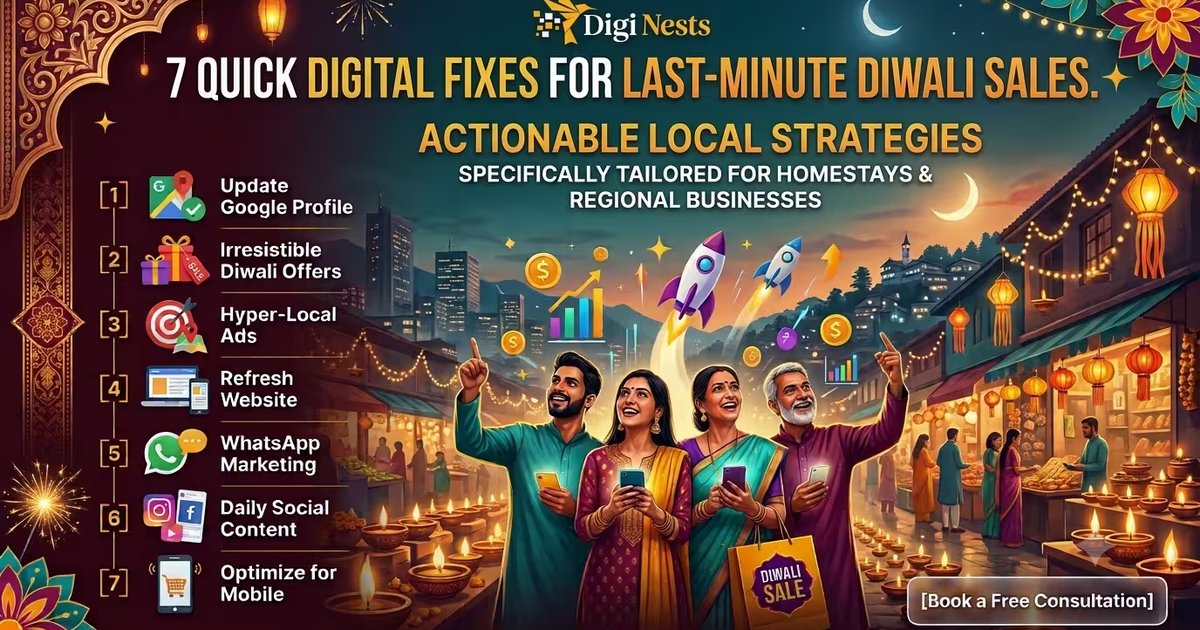 Digi Nests
7 QUICK DIGITAL FIXES FOR LAST-MINUTE DIWALI SALES.
ACTIONABLE LOCAL STRATEGIES
SPECIFICALLY TAILORED FOR HOMESTAYS &
REGIONAL BUSINESSES
[1]
G
Update
Google Profile
[2]
SALE
Irresistible
Diwali Offers
[3]
Hyper-Local
Ads
[4]
Refresh
Website
[5]
WhatsApp
Marketing
[6]
f
Daily Social
Content
[7]
Optimize for
Mobile
$
$
$
DIWALI
SALE
[Book a Free Consultation]